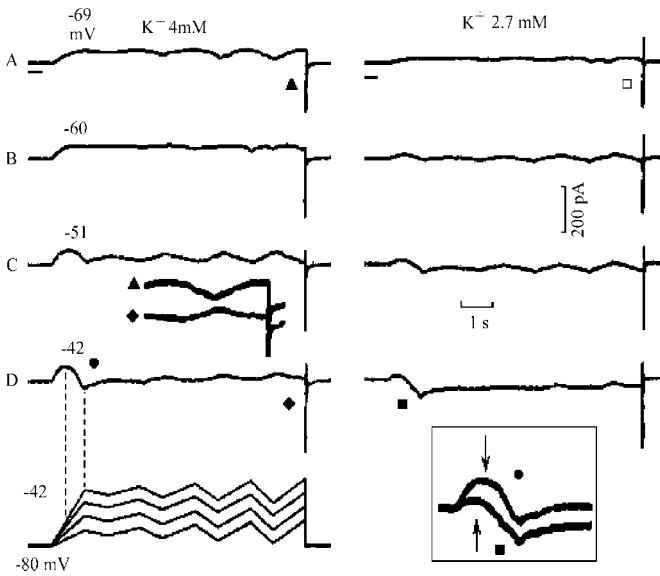 -69
mV
K⁻ 4mM
K⁺ 2.7 mM
A
-60
B
200 pA
-51
C
1 s
-42
D
-42
-80 mV